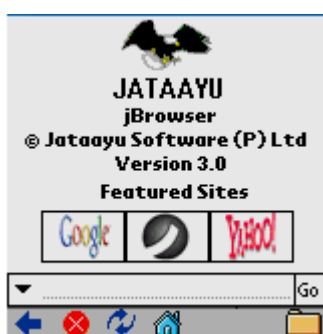 JATAAYU
jBrowser
© Jataayu Software (P) Ltd
Version 3.0
Featured Sites
Google YAHOO!
Go